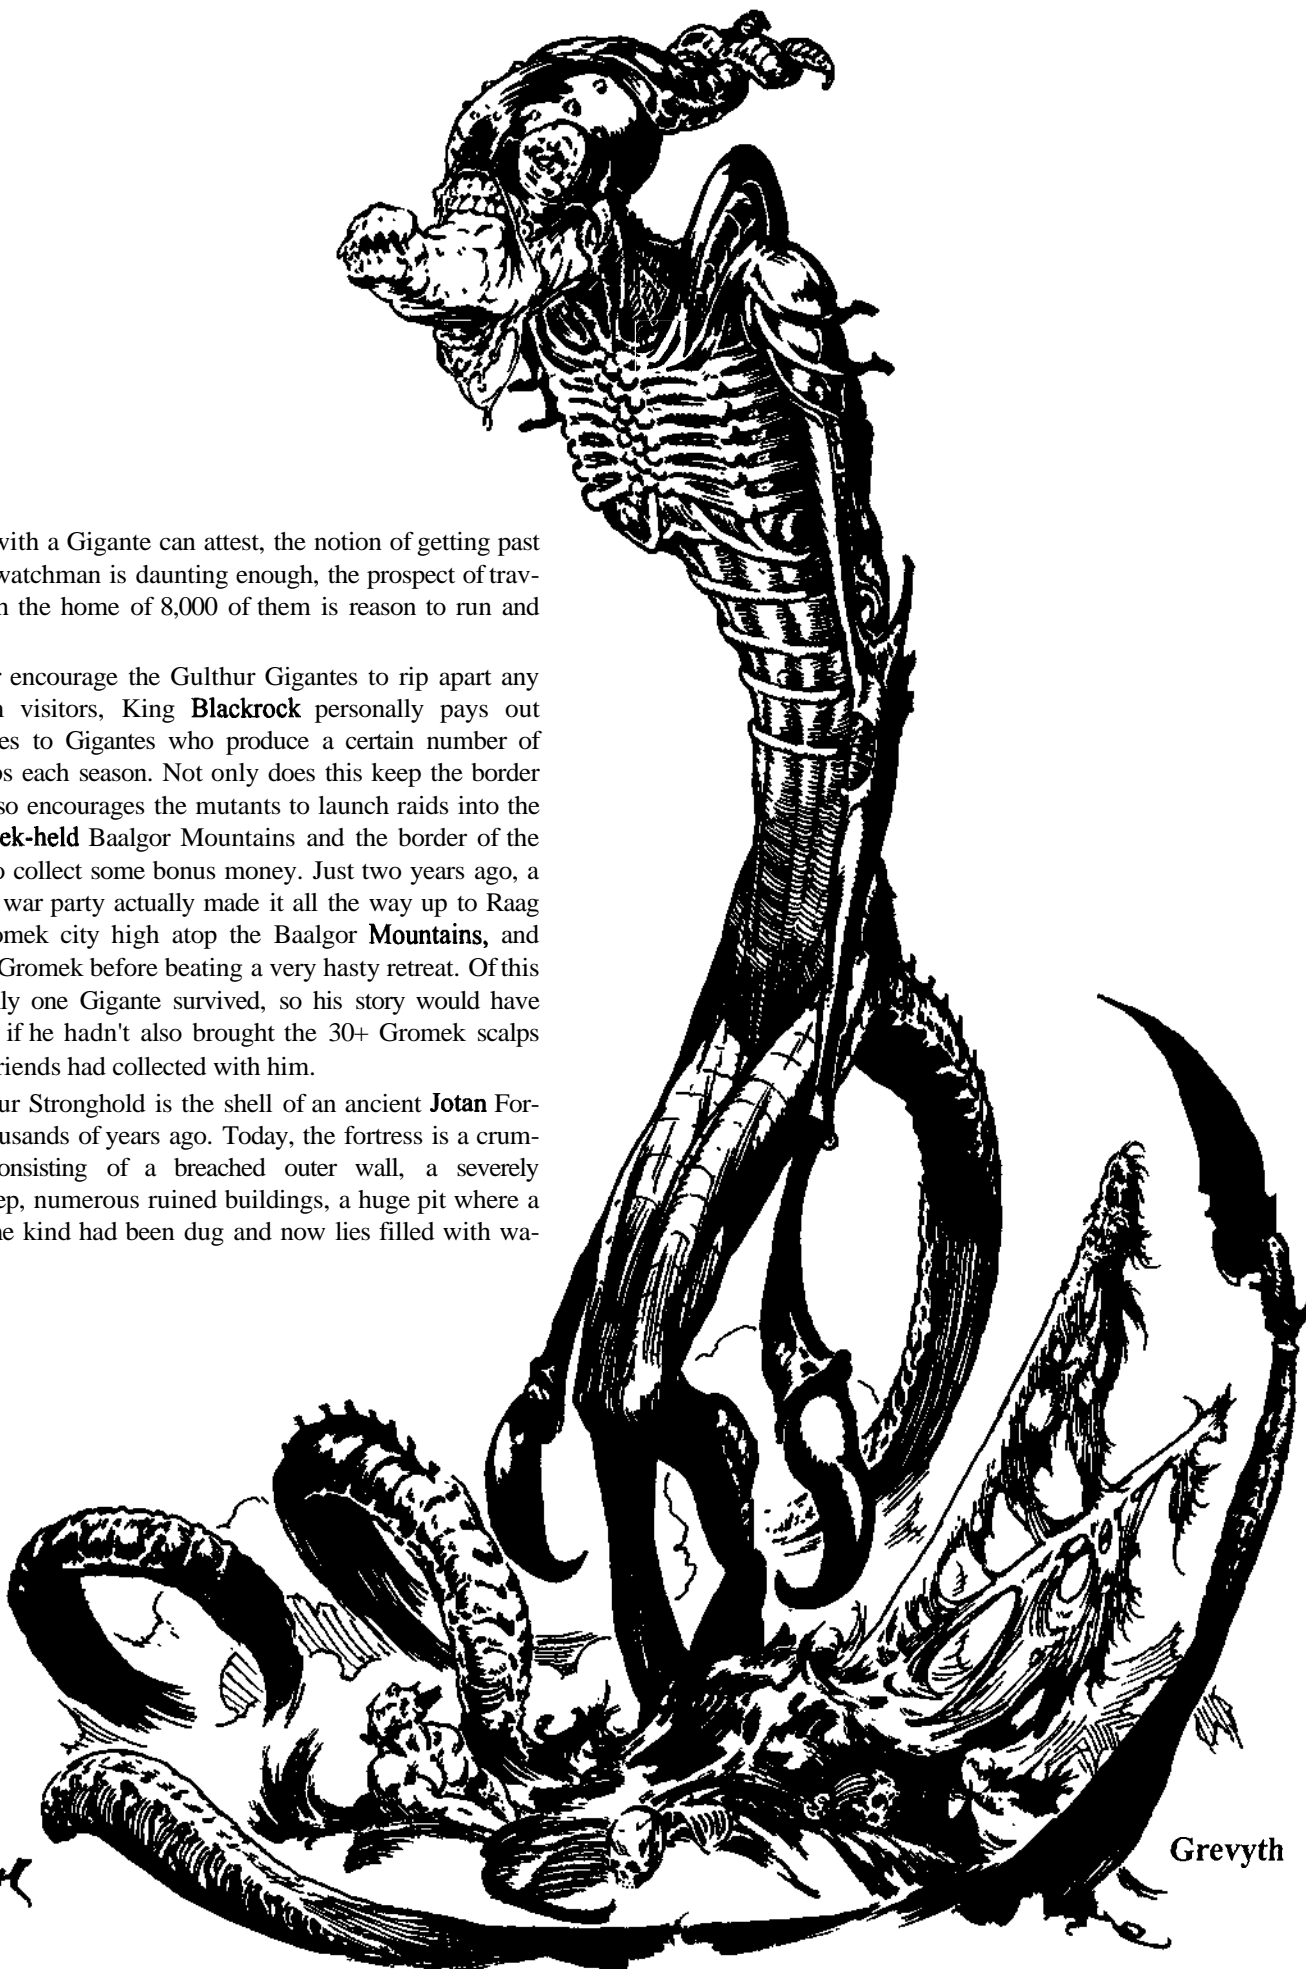 with a Gigante can attest, the notion of getting past
watchman is daunting enough, the prospect of trav-
n the home of 8,000 of them is reason to run and
r encourage the Gulthur Gigantes to rip apart any
n visitors, King Blackrock personally pays out
es to Gigantes who produce a certain number of
os each season. Not only does this keep the border
so encourages the mutants to launch raids into the
ek-held Baalgor Mountains and the border of the
o collect some bonus money. Just two years ago, a
war party actually made it all the way up to Raag
omek city high atop the Baalgor Mountains, and
Gromek before beating a very hasty retreat. Of this
ly one Gigante survived, so his story would have
if he hadn't also brought the 30+ Gromek scalps
riends had collected with him.
ur Stronghold is the shell of an ancient Jotan For-
ousands of years ago. Today, the fortress is a crum-
onsisting of a breached outer wall, a severely
ep, numerous ruined buildings, a huge pit where a
ne kind had been dug and now lies filled with wa-
Grevyth